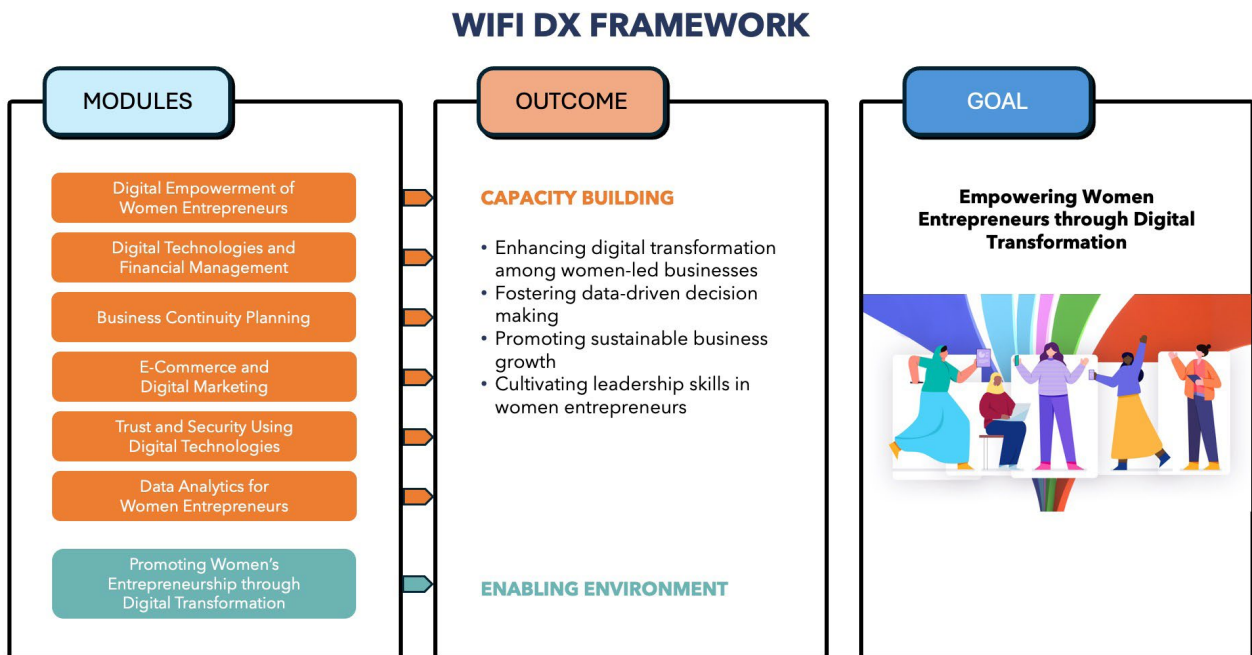 WIFI DX FRAMEWORK
MODULES
Digital Empowerment of
Women Entrepreneurs
Digital Technologies and
Financial Management
Business Continuity Planning
E-Commerce and
Digital Marketing
Trust and Security Using
Digital Technologies
Data Analytics for
Women Entrepreneurs
Promoting Women’s
Entrepreneurship through
Digital Transformation
OUTCOME
CAPACITY BUILDING
• Enhancing digital transformation
among women-led businesses
• Fostering data-driven decision
making
• Promoting sustainable business
growth
• Cultivating leadership skills in
women entrepreneurs
ENABLING ENVIRONMENT
GOAL
Empowering Women
Entrepreneurs through Digital
Transformation